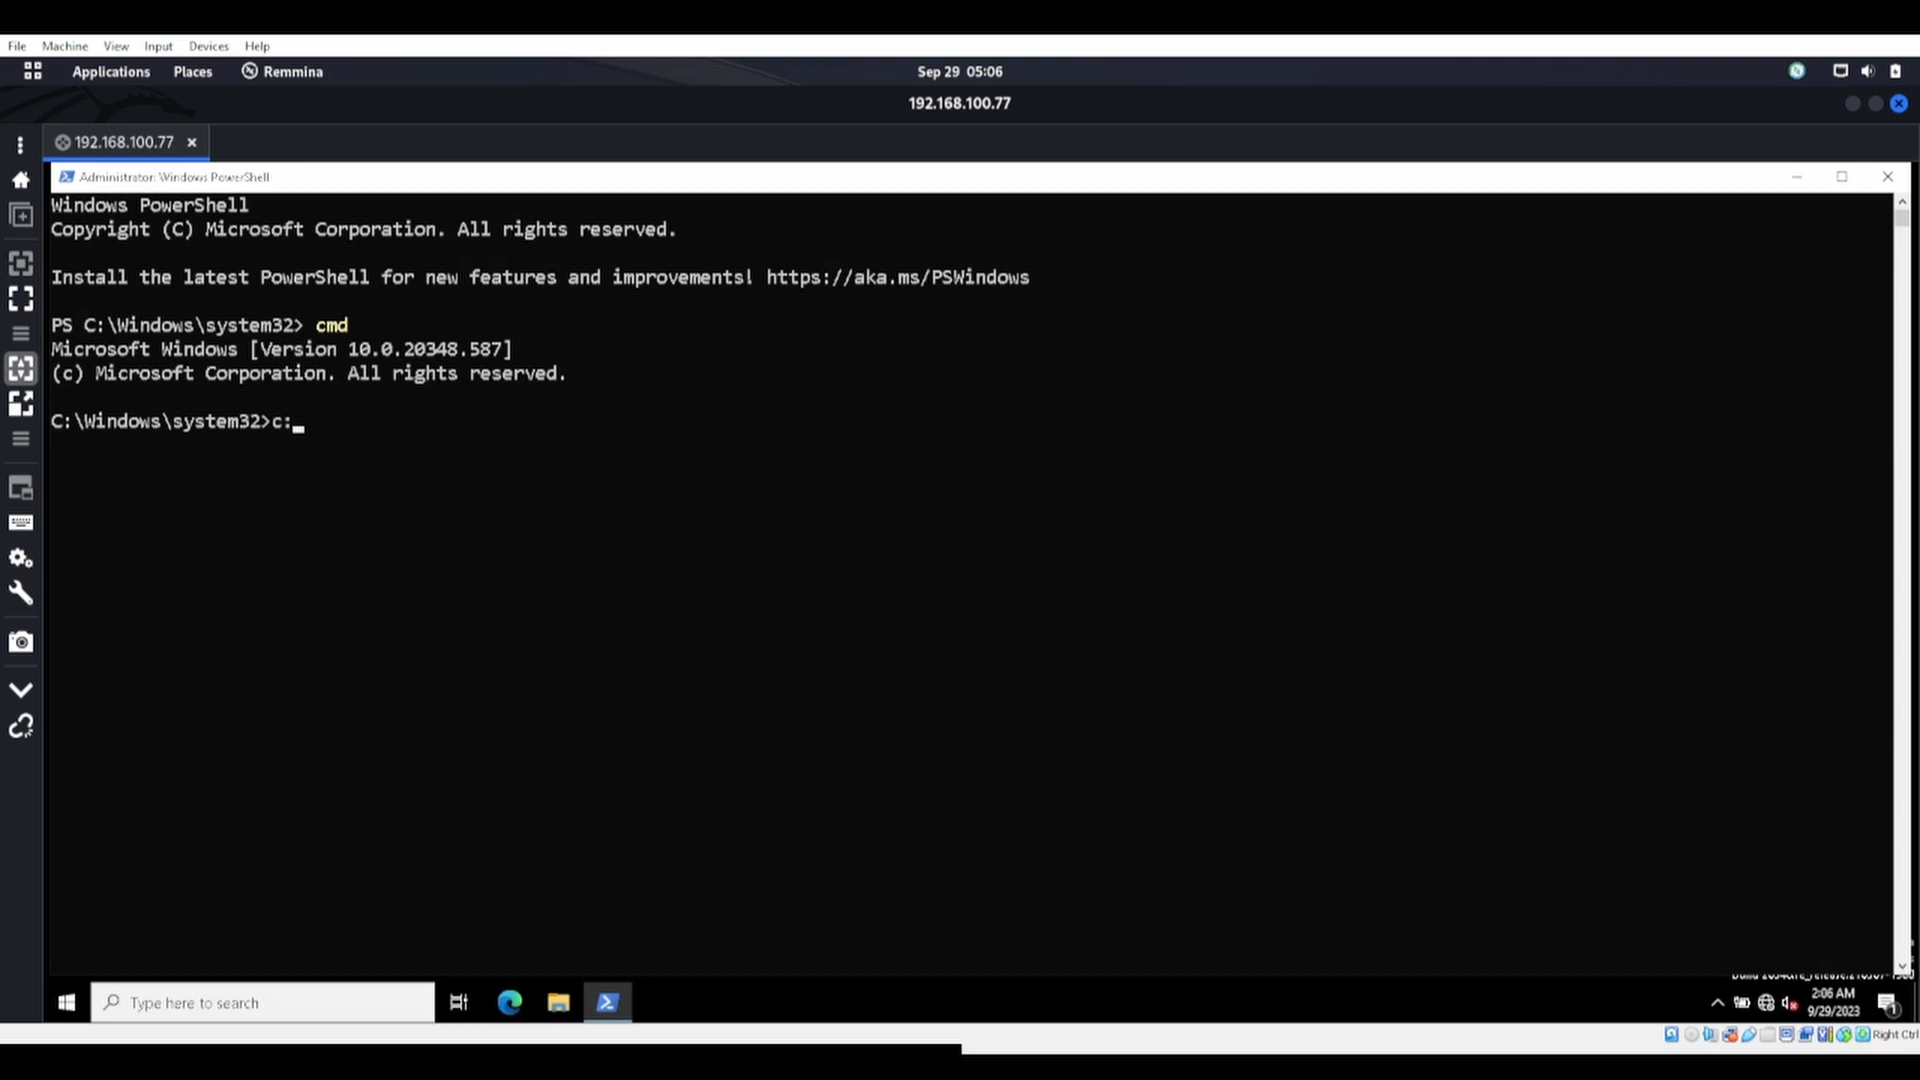 File Machine View Input Devices Help
Applications Places Remmina Sep 29 05:06
192.168.100.77
192.168.100.77
Administrator: Windows PowerShell
Windows PowerShell
Copyright (C) Microsoft Corporation. All rights reserved.
Install the latest PowerShell for new features and improvements! https://aka.ms/PSWindows
PS C:\Windows\system32> cmd
Microsoft Windows [Version 10.0.20348.587]
(c) Microsoft Corporation. All rights reserved.
C:\Windows\system32>c:
Type here to search
2:06 AM
9/29/2023
1
Right Ctrl